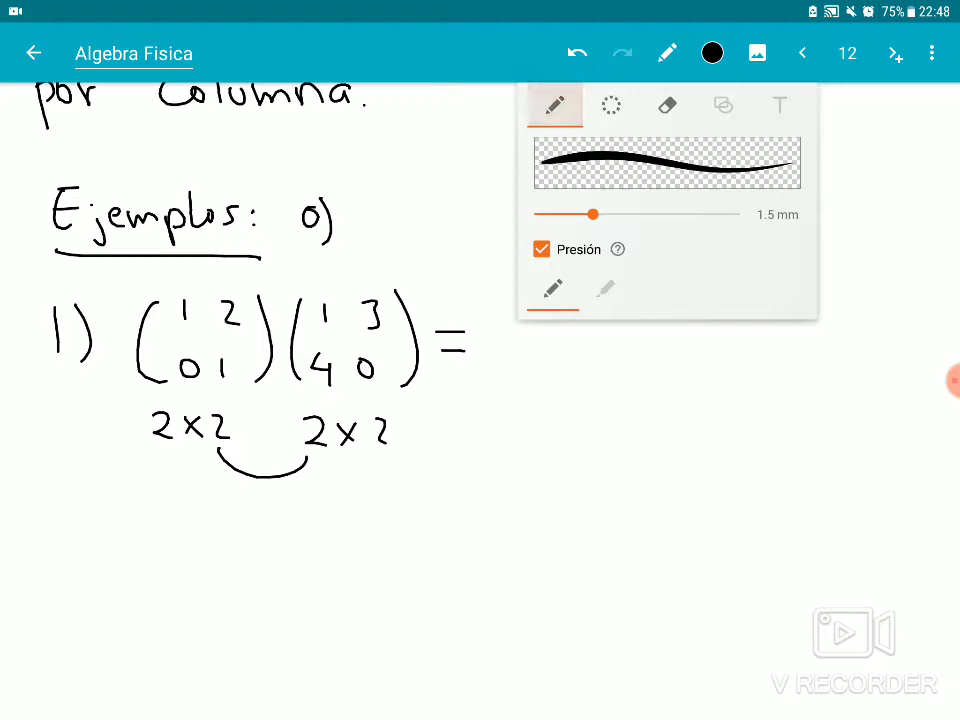 75% 22:48
Algebra Fisica
12
por columna.
1.5 mm
Presión
Ejemplos: 0)
1) (1 2 (1 3 =
0 1) 4 0)
2x2 2x2
V RECORDER